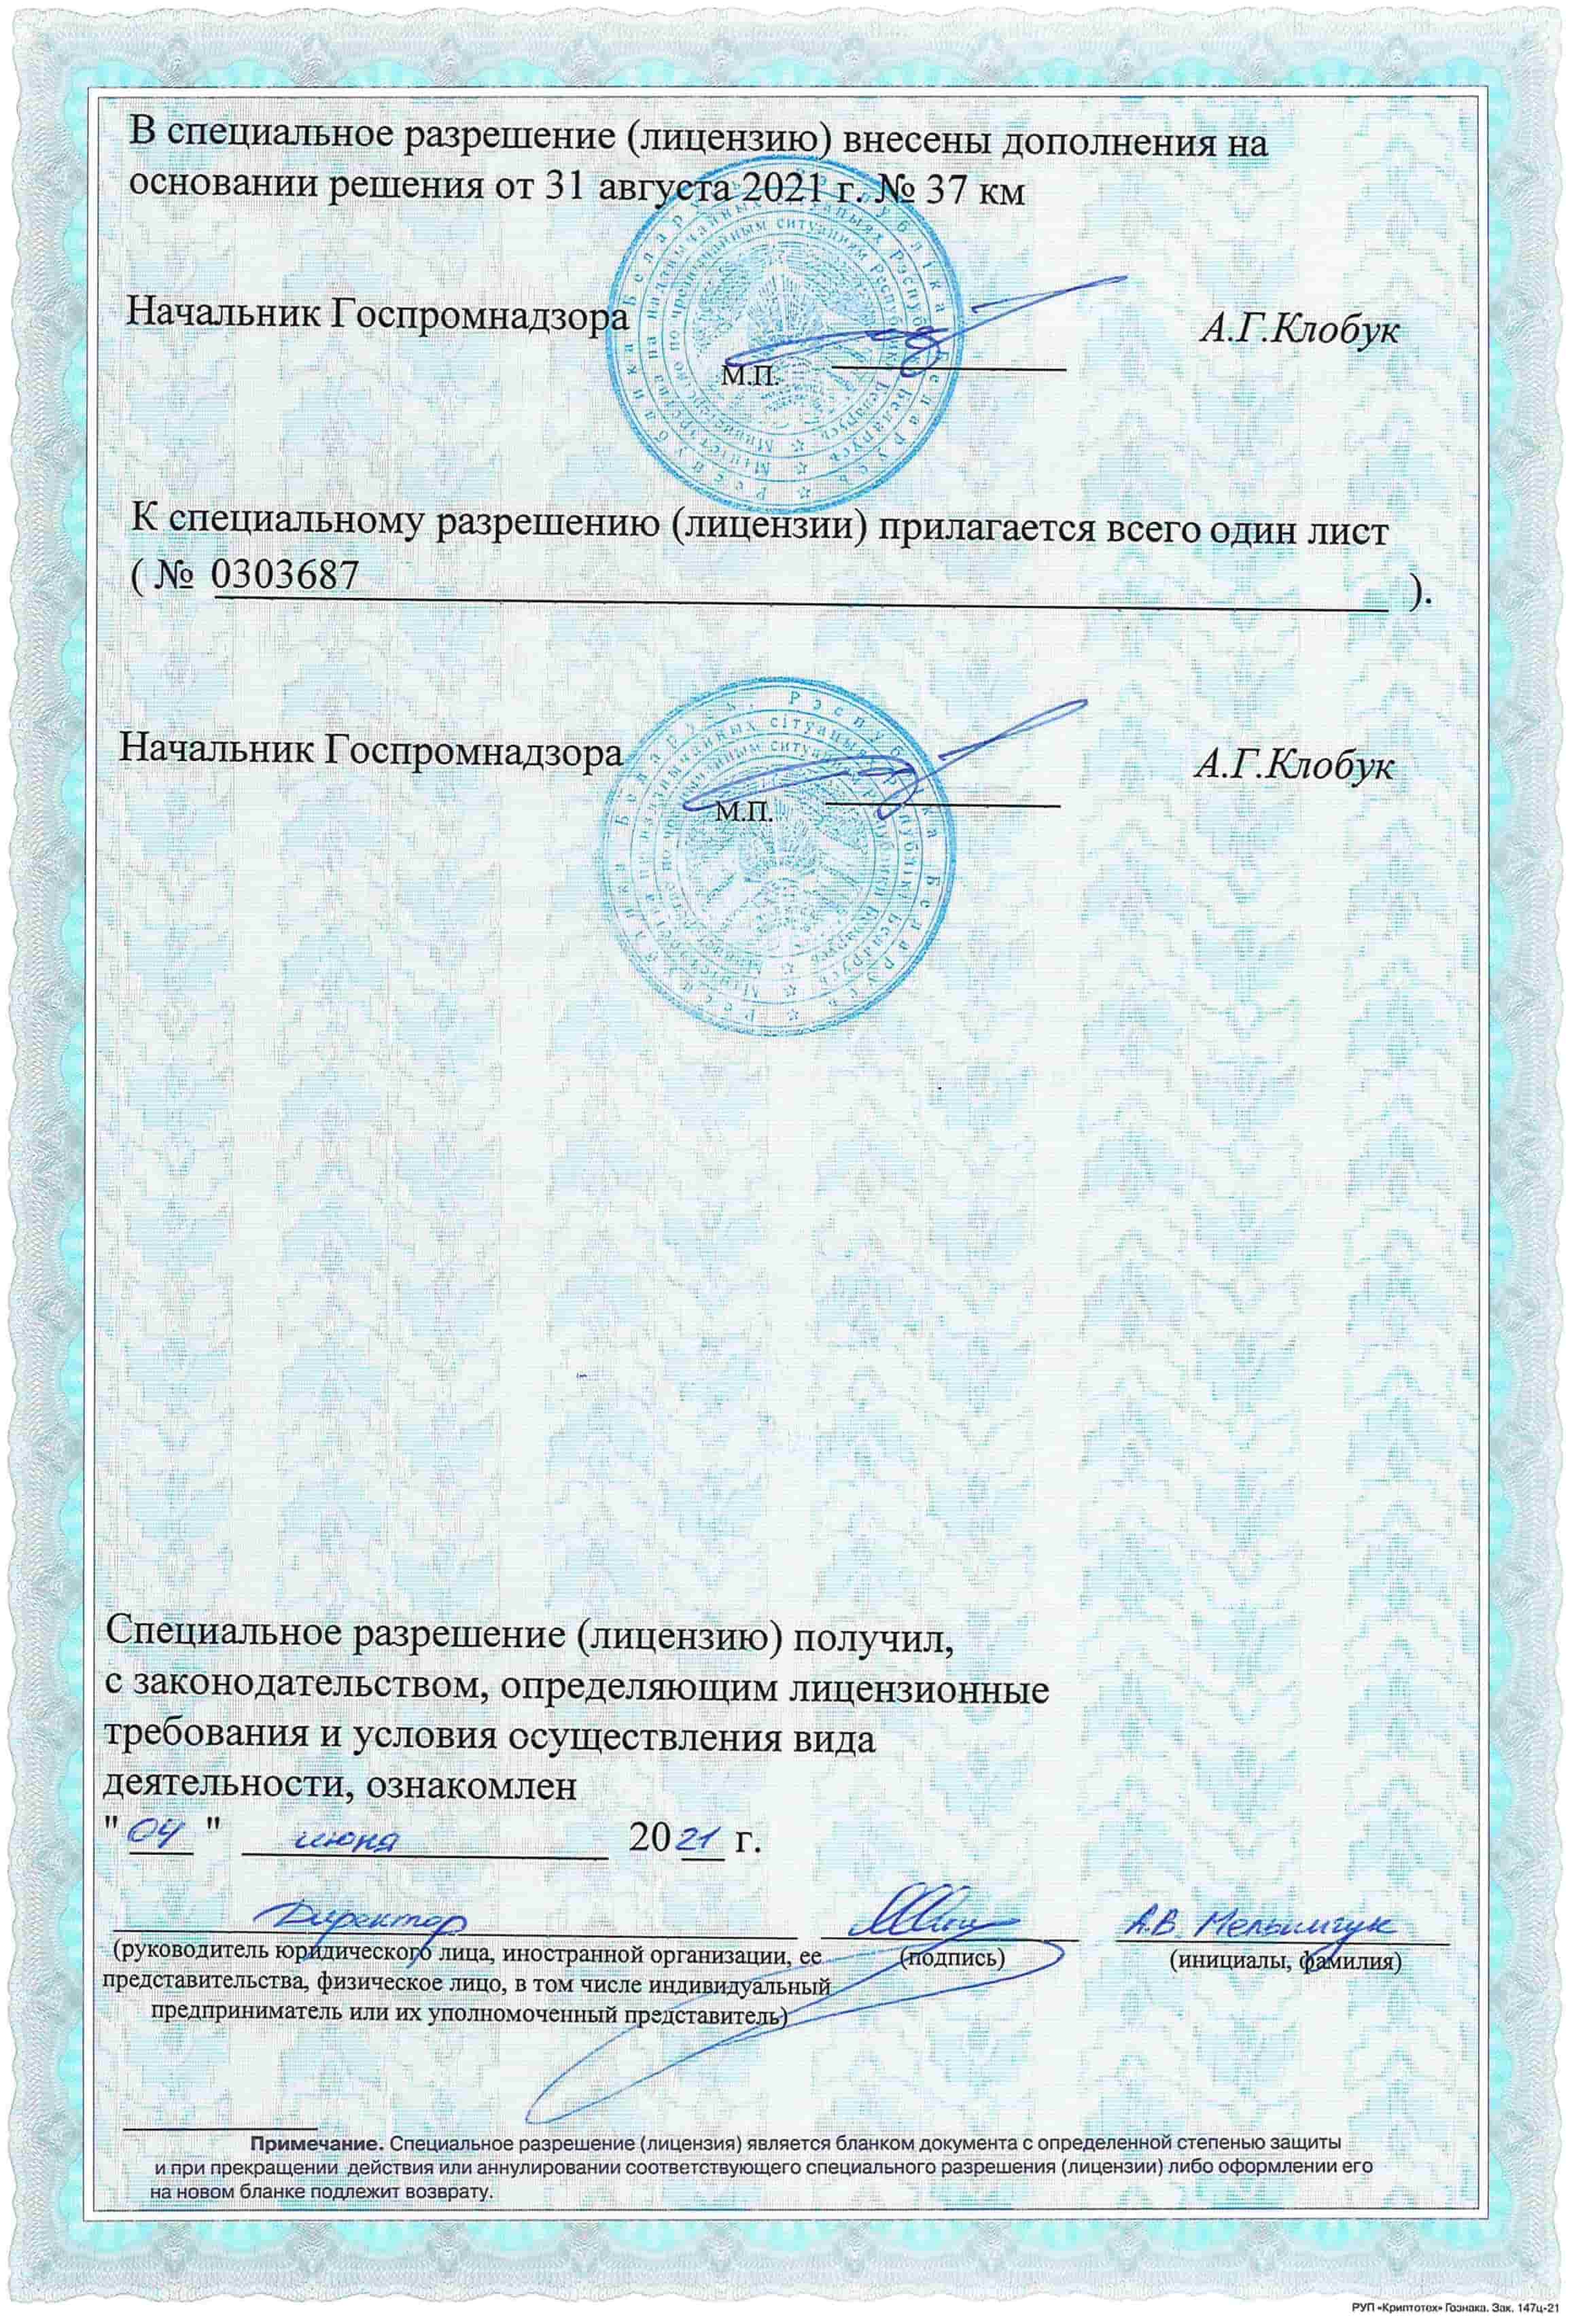 В специальное разрешение (лицензию) внесены дополнения на
основании решения от 31 августа 2021 г. № 37 км
Начальник Госпромнадзора
А.Г.Клобук
М.П.
К специальному разрешению (лицензии) прилагается всего один лист
( № 0303687 ).
Начальник Госпромнадзора
А.Г.Клобук
М.П.
Специальное разрешение (лицензию) получил,
с законодательством, определяющим лицензионные
требования и условия осуществления вида
деятельности, ознакомлен
" 04 " июня 2021 г.
Директор А.В.
(руководитель юридического лица, иностранной организации, ее (подпись) (инициалы, фамилия)
представительства, физическое лицо, в том числе индивидуальный
предприниматель или их уполномоченный представитель)
Примечание. Специальное разрешение (лицензия) является бланком документа с определенной степенью защиты
и при прекращении действия или аннулировании соответствующего специального разрешения (лицензии) либо оформлении его
на новом бланке подлежит возврату.
РУП «Криптотех» Гознака. Зак. 147ц-21